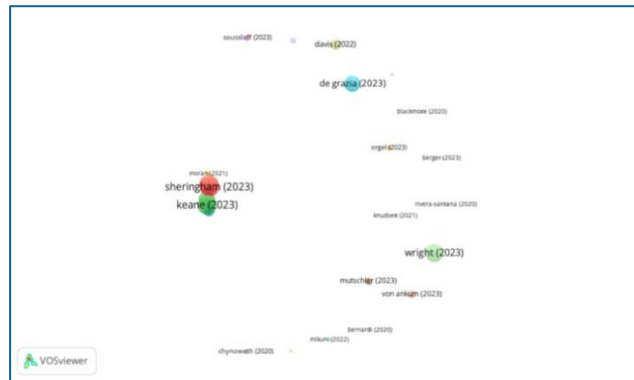 soussloff (2023)
davis (2022)
de grazia (2023)
blackmore (2020)
orgel (2023)
berger (2023)
moran (2021)
sheringham (2023)
keane (2023)
rivera-santana (2020)
knudsen (2021)
wright (2023)
mutschler (2023)
von ankum (2023)
bernardi (2020)
mikuni (2022)
chynoweth (2020)
VOSviewer